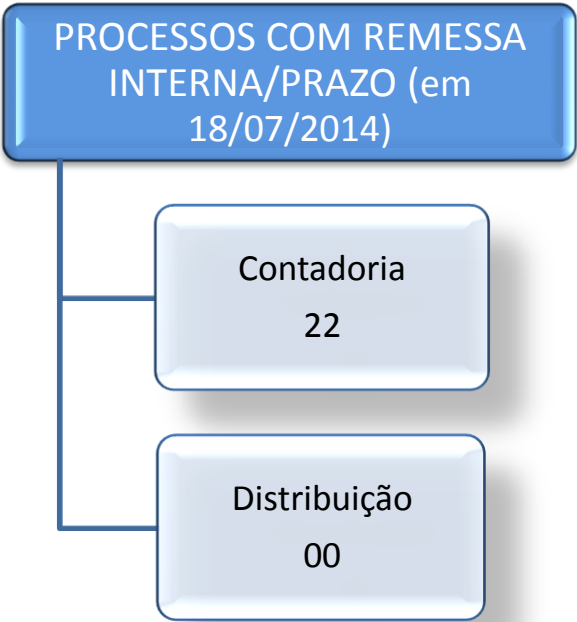 PROCESSOS COM REMESSA
INTERNA/PRAZO (em
18/07/2014)
Contadoria
22
Distribuição
00